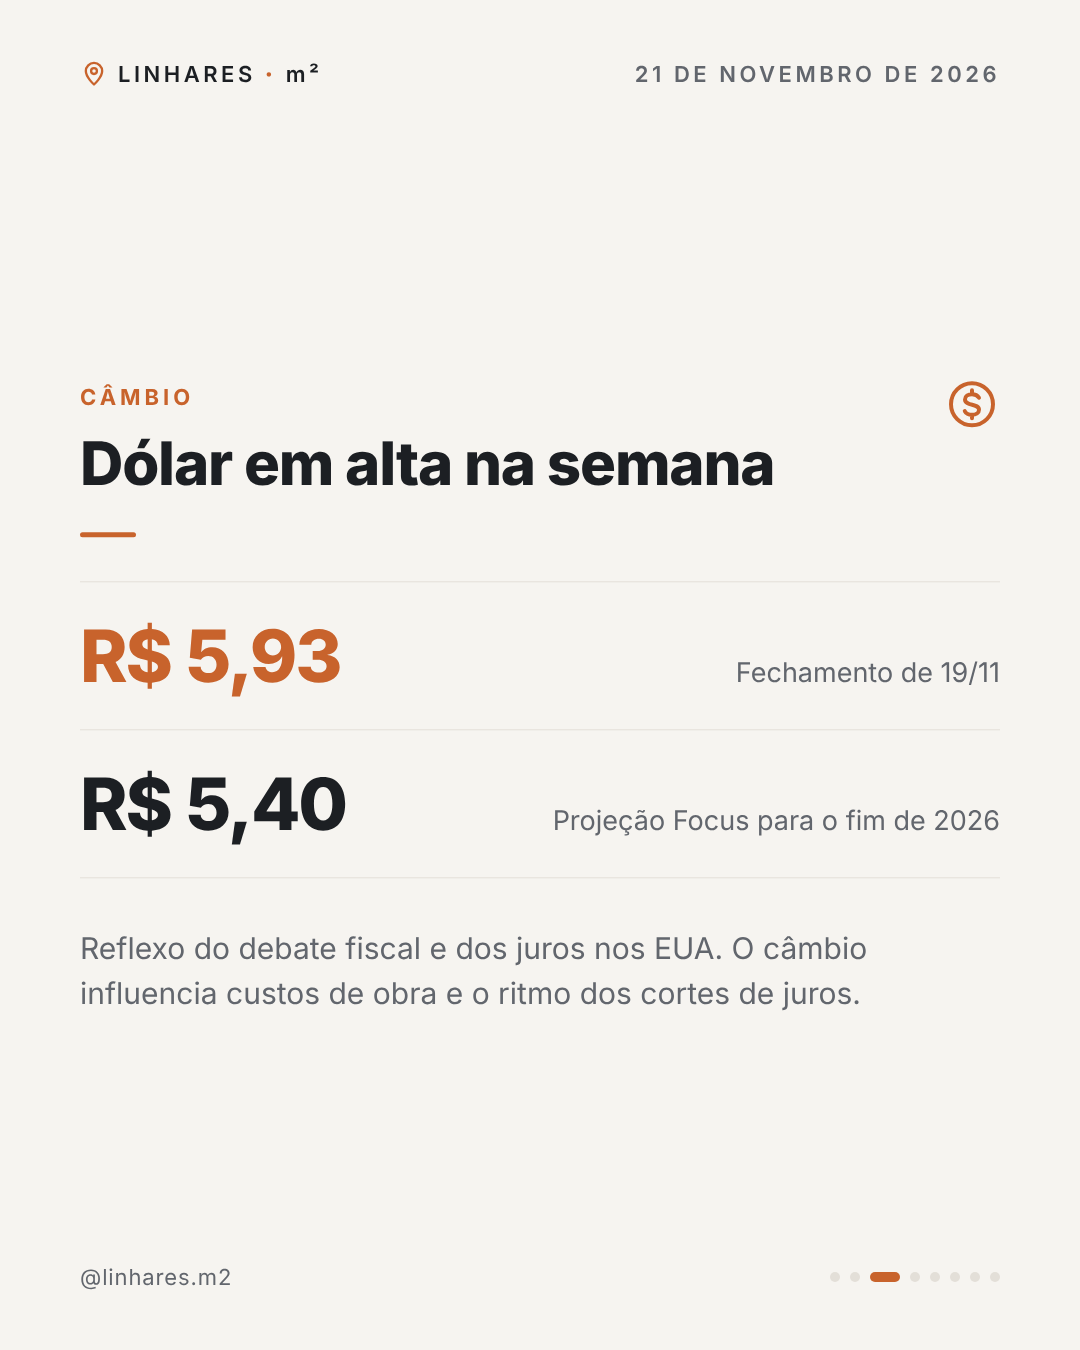 LINHARES · m²
21 DE NOVEMBRO DE 2026
CÂMBIO
Dólar em alta na semana
R$ 5,93
Fechamento de 19/11
R$ 5,40
Projeção Focus para o fim de 2026
Reflexo do debate fiscal e dos juros nos EUA. O câmbio
influencia custos de obra e o ritmo dos cortes de juros.
@linhares.m2